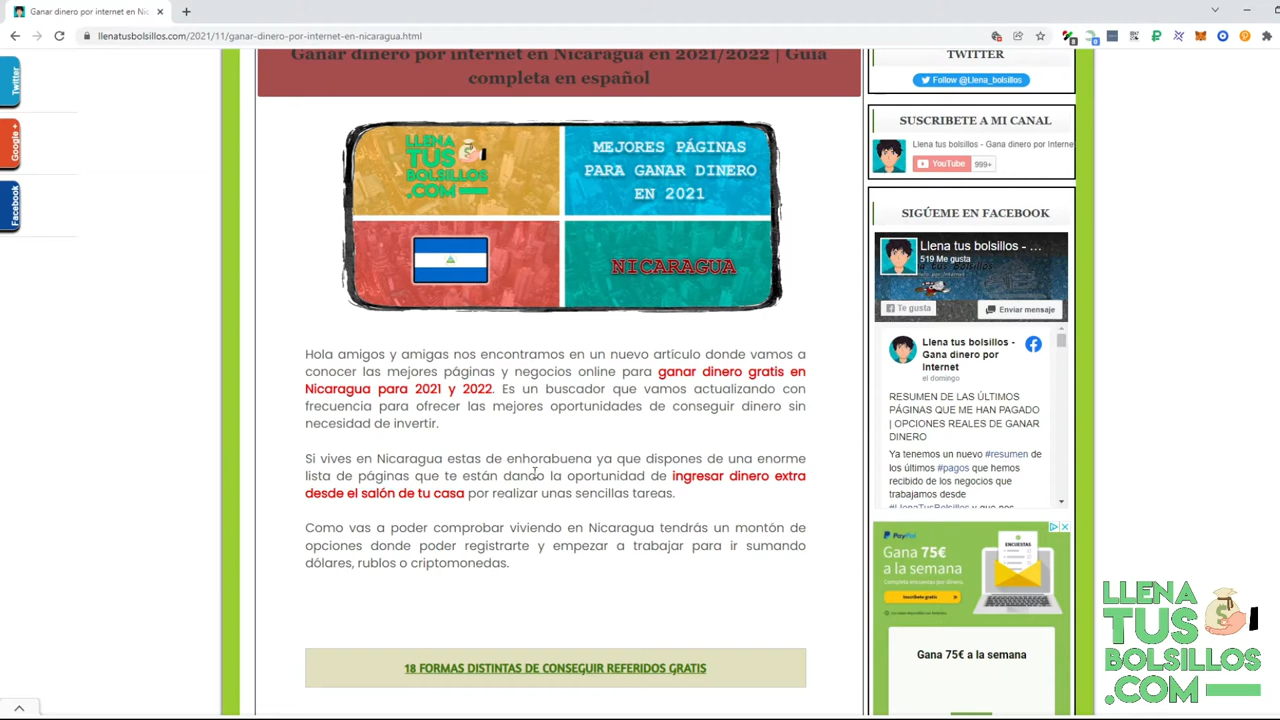 Ganar dinero por internet en Nic
llenatusbolsillos.com/2021/11/ganar-dinero-por-internet-en-nicaragua.html
Twitter
Google +
Facebook
Ganar dinero por internet en Nicaragua en 2021/2022 | Guía
completa en español
LLENA
TUS
BOLSILLOS
.COM
MEJORES PÁGINAS
PARA GANAR DINERO
EN 2021
NICARAGUA
Hola amigos y amigas nos encontramos en un nuevo artículo donde vamos a
conocer las mejores páginas y negocios online para ganar dinero gratis en
Nicaragua para 2021 y 2022. Es un buscador que vamos actualizando con
frecuencia para ofrecer las mejores oportunidades de conseguir dinero sin
necesidad de invertir.
Si vives en Nicaragua estas de enhorabuena ya que dispones de una enorme
lista de páginas que te están dando la oportunidad de ingresar dinero extra
desde el salón de tu casa por realizar unas sencillas tareas.
Como vas a poder comprobar viviendo en Nicaragua tendrás un montón de
opciones donde poder registrarte y empezar a trabajar para ir sumando
dólares, rublos o criptomonedas.
18 FORMAS DISTINTAS DE CONSEGUIR REFERIDOS GRATIS
TWITTER
Follow @Llena_bolsillos
SUSCRIBETE A MI CANAL
Llena tus bolsillos - Gana dinero por Interne
YouTube 999+
SIGÚEME EN FACEBOOK
Llena tus bolsillos - ...
519 Me gusta
Te gusta
Enviar mensaje
Llena tus bolsillos -
Gana dinero por
Internet
el domingo
RESUMEN DE LAS ÚLTIMOS
PÁGINAS QUE ME HAN PAGADO
| OPCIONES REALES DE GANAR
DINERO
Ya tenemos un nuevo #resumen de
los últimos #pagos que hemos
recibido de los negocios que
trabajamos desde
#LlenaTusBolsillos y que nos
PayPal
Gana 75€
a la semana
Completa encuestas por dinero.
Inscríbete gratis
ENCUESTAS
Gana 75€ a la semana
LLENA
TUS
BOLSILLOS
.COM